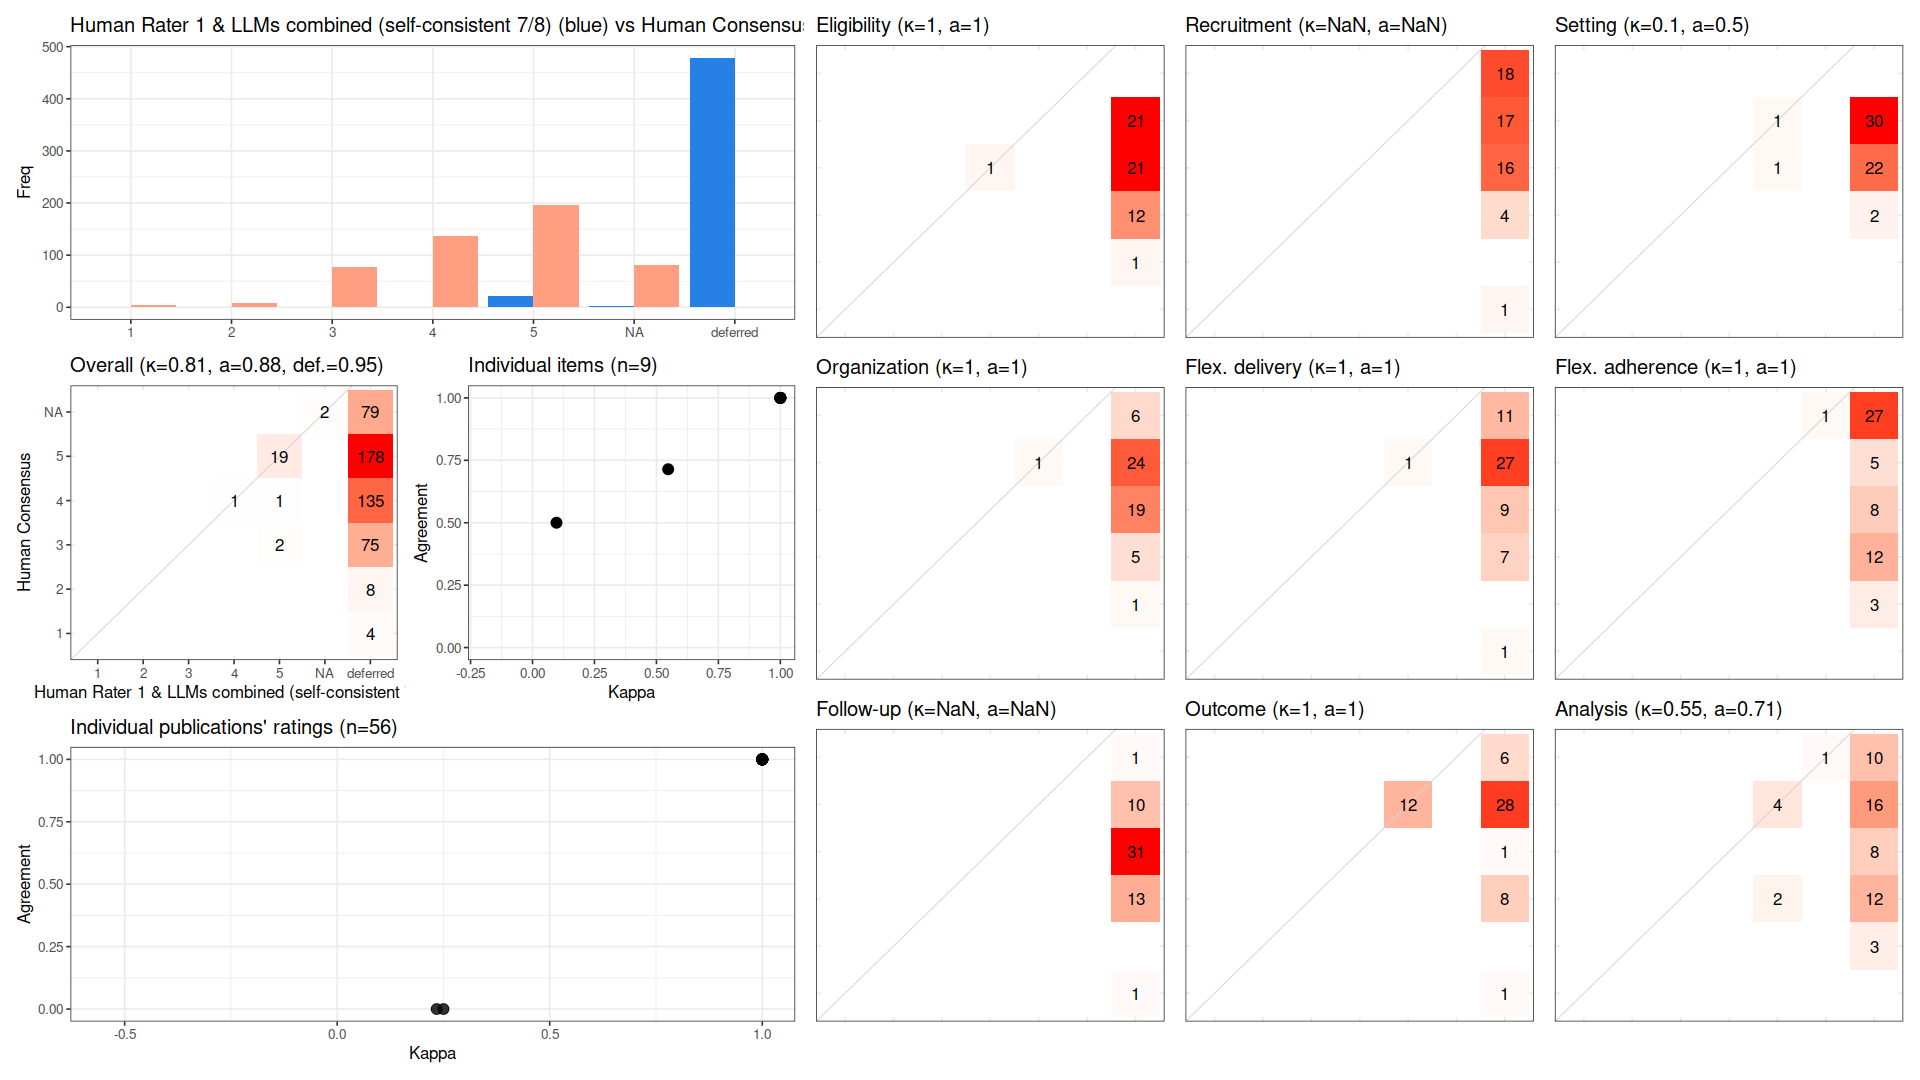 Human Rater 1 & LLMs combined (self-consistent 7/8) (blue) vs Human Consensus
500
400
300
200
100
0
Freq
1 2 3 4 5 NA deferred
Overall (κ=0.81, a=0.88, def.=0.95)
NA
5
4
3
2
1
Human Consensus
2 79
19 178
1 1 135
2 75
8
4
1 2 3 4 5 NA deferred
Human Rater 1 & LLMs combined (self-consistent
Individual items (n=9)
1.00
0.75
0.50
0.25
0.00
Agreement
-0.25 0.00 0.25 0.50 0.75 1.00
Kappa
Individual publications' ratings (n=56)
1.00
0.75
0.50
0.25
0.00
Agreement
-0.5 0.0 0.5 1.0
Kappa
Eligibility (κ=1, a=1)
21
1 21
12
1
Recruitment (κ=NaN, a=NaN)
18
17
16
4
1
Setting (κ=0.1, a=0.5)
1 30
1 22
2
Organization (κ=1, a=1)
6
1 24
19
5
1
Flex. delivery (κ=1, a=1)
11
1 27
9
7
1
Flex. adherence (κ=1, a=1)
1 27
5
8
12
3
Follow-up (κ=NaN, a=NaN)
1
10
31
13
1
Outcome (κ=1, a=1)
6
12 28
1
8
1
Analysis (κ=0.55, a=0.71)
1 10
4 16
8
2 12
3